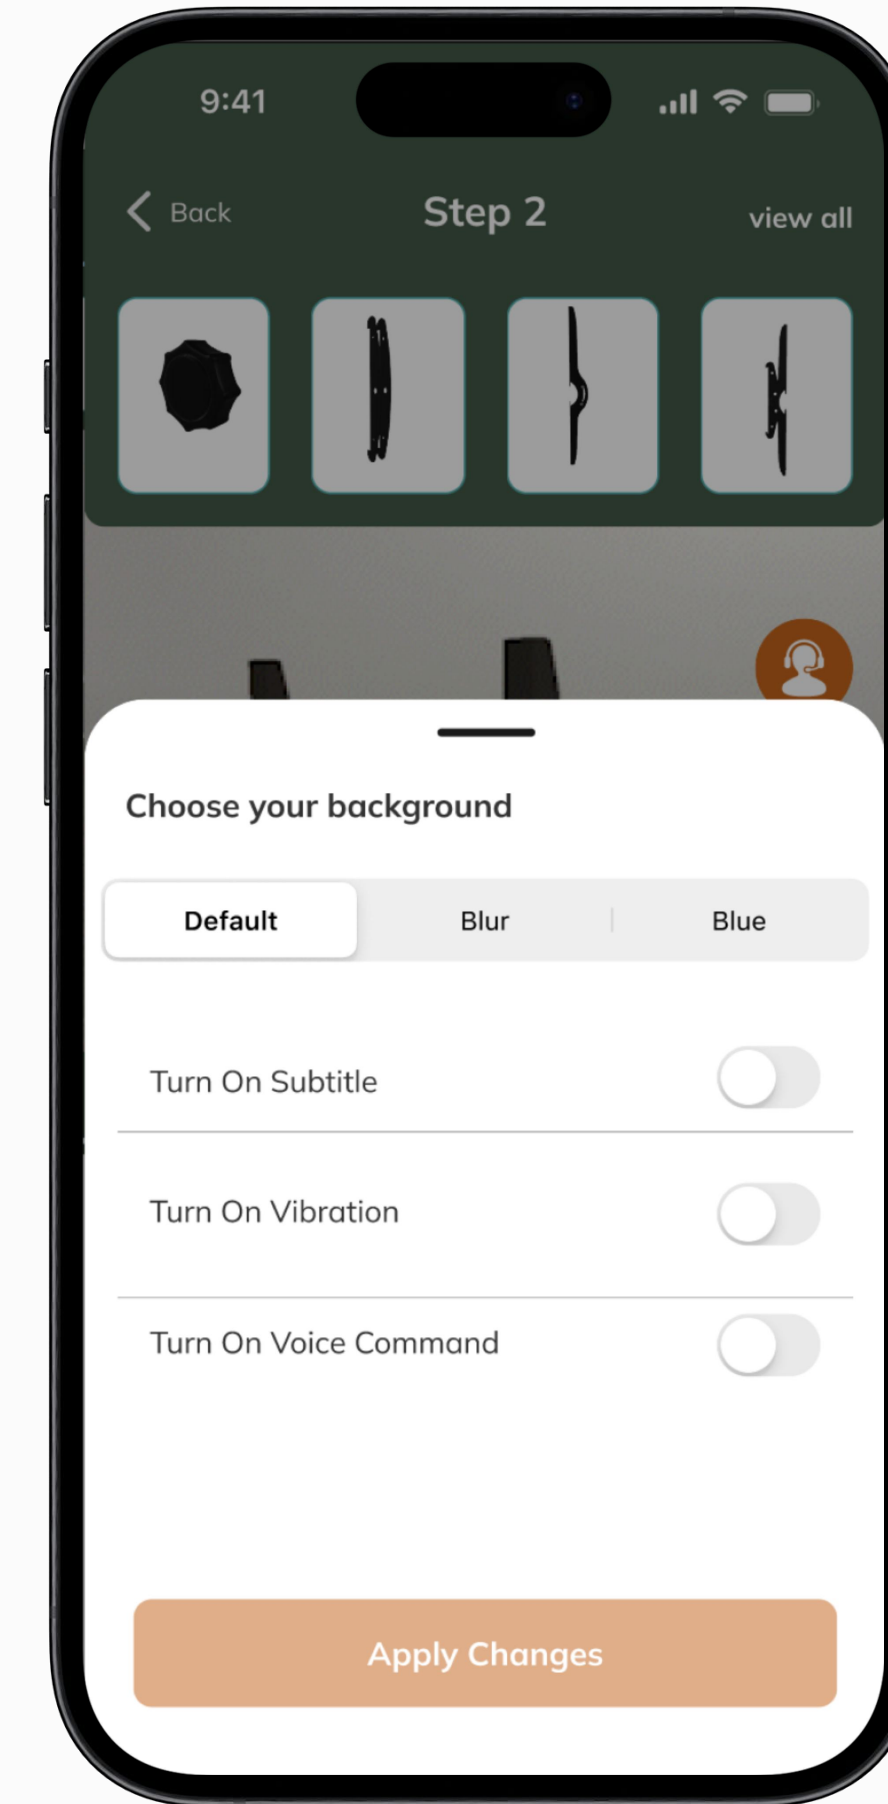 9:41
Back
Step 2
view all
Choose your background
Default
Blur
Blue
Turn On Subtitle
Turn On Vibration
Turn On Voice Command
Apply Changes